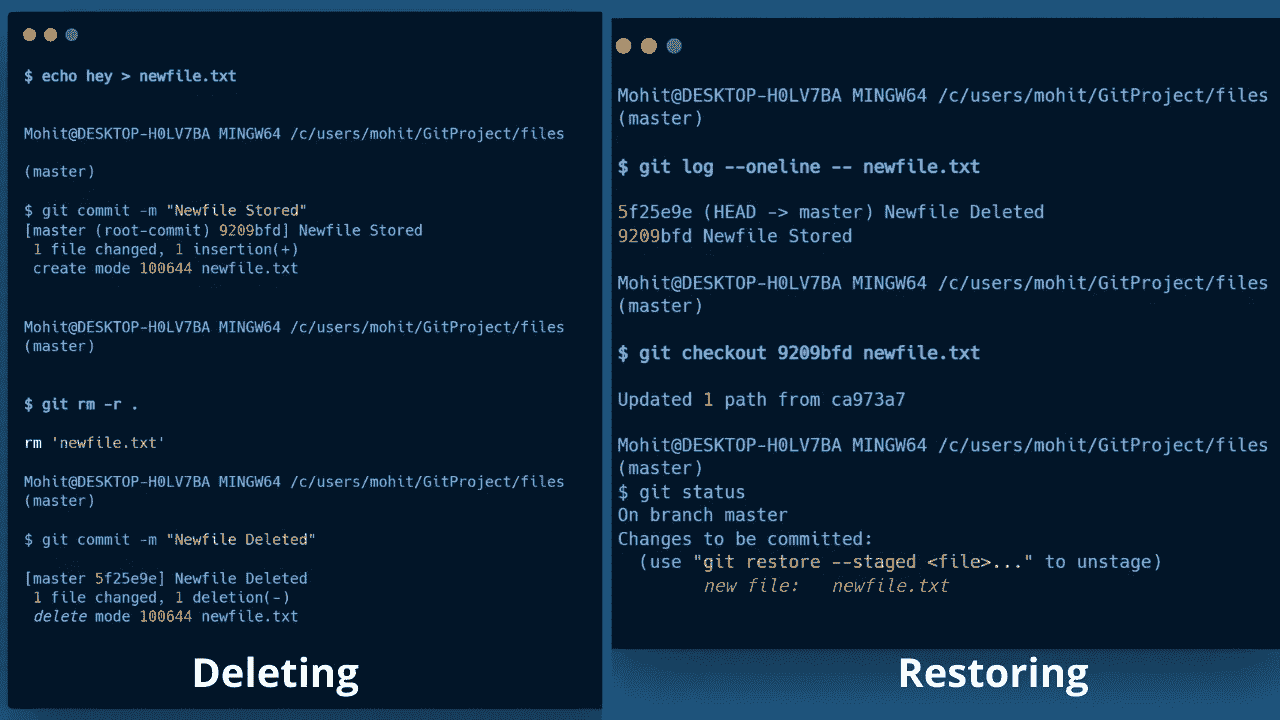 $ echo hey > newfile.txt
Mohit@DESKTOP-H0LV7BA MINGW64 /c/users/mohit/GitProject/files
(master)
$ git commit -m "Newfile Stored"
[master (root-commit) 9209bfd] Newfile Stored
1 file changed, 1 insertion(+)
create mode 100644 newfile.txt
Mohit@DESKTOP-H0LV7BA MINGW64 /c/users/mohit/GitProject/files
(master)
$ git rm -r .
rm 'newfile.txt'
Mohit@DESKTOP-H0LV7BA MINGW64 /c/users/mohit/GitProject/files
(master)
$ git commit -m "Newfile Deleted"
[master 5f25e9e] Newfile Deleted
1 file changed, 1 deletion(-)
delete mode 100644 newfile.txt
Deleting
Mohit@DESKTOP-H0LV7BA MINGW64 /c/users/mohit/GitProject/files
(master)
$ git log --oneline -- newfile.txt
5f25e9e (HEAD -> master) Newfile Deleted
9209bfd Newfile Stored
Mohit@DESKTOP-H0LV7BA MINGW64 /c/users/mohit/GitProject/files
(master)
$ git checkout 9209bfd newfile.txt
Updated 1 path from ca973a7
Mohit@DESKTOP-H0LV7BA MINGW64 /c/users/mohit/GitProject/files
(master)
$ git status
On branch master
Changes to be committed:
(use "git restore --staged <file>..." to unstage)
new file: newfile.txt
Restoring